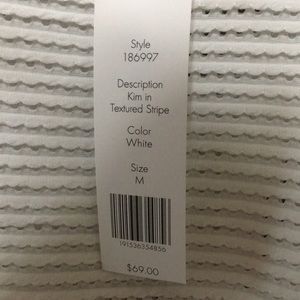 Style
186997
Description
Kim in
Textured Stripe
Color
White
Size
M
191536354856
$69.00